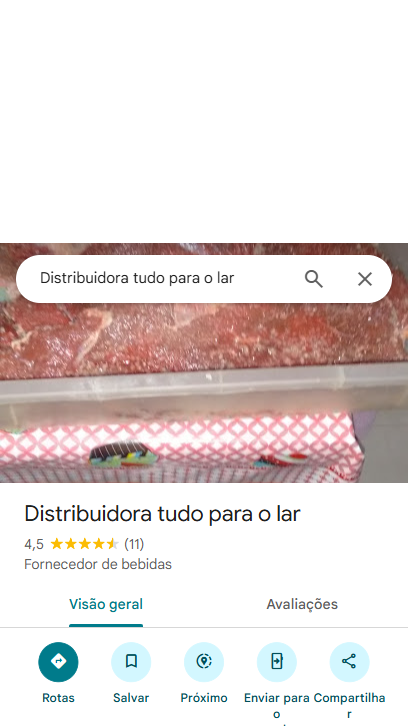 Distribuidora tudo para o lar
Distribuidora tudo para o lar
4,5 (11)
Fornecedor de bebidas
Visão geral Avaliações
Rotas Salvar Próximo Enviar para o Compartilhar